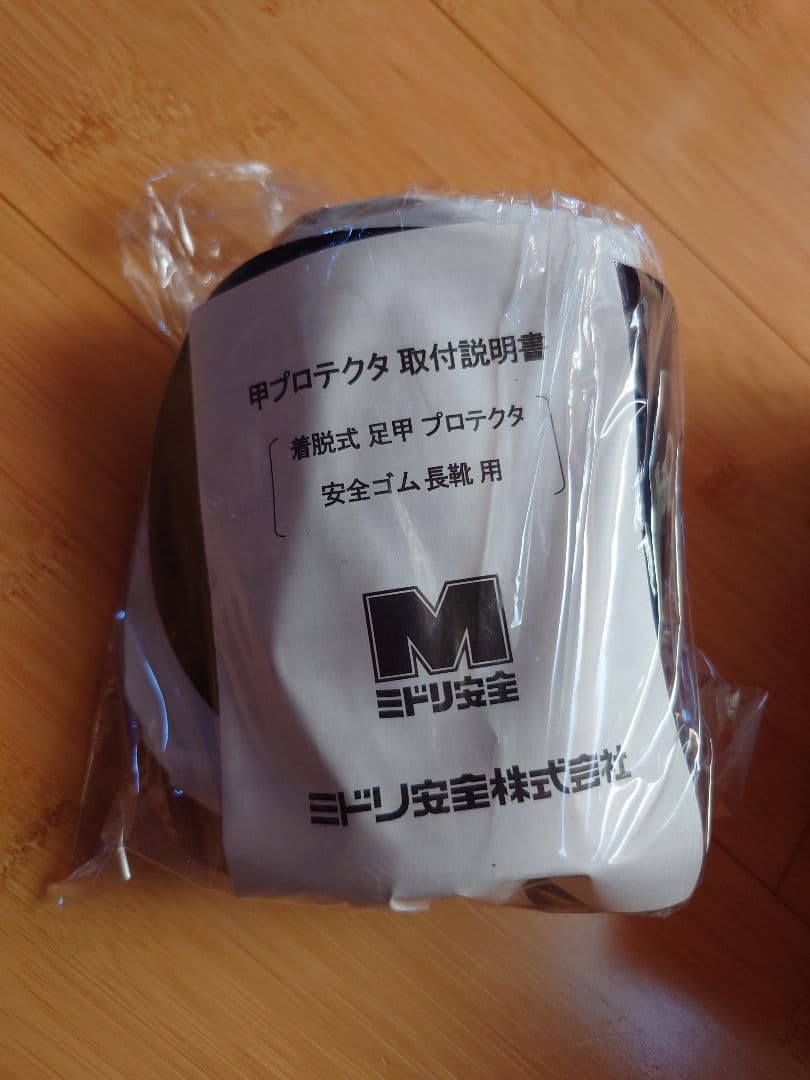 甲プロテクタ 取付説明書
着脱式 足甲 プロテクタ
安全ゴム長靴 用
M
ミドリ安全
ミドリ安全株式会社